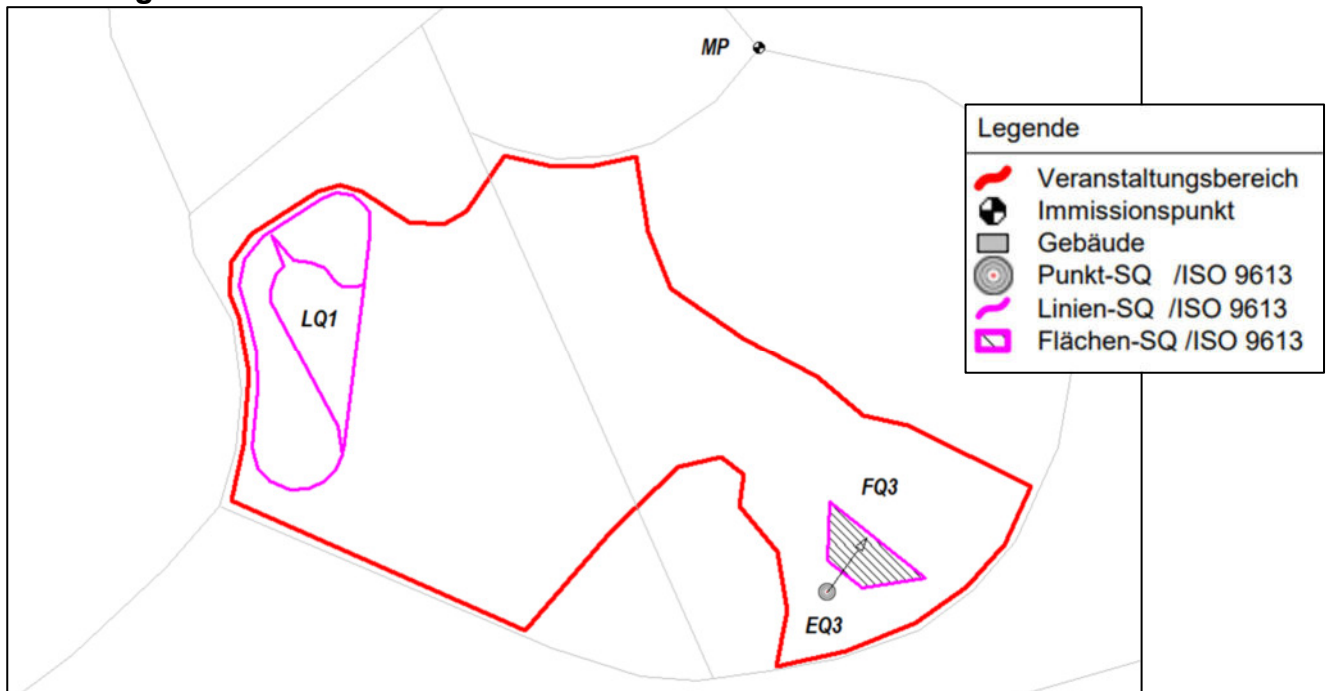 MP
Legende
Veranstaltungsbereich
Immissionspunkt
Gebäude
Punkt-SQ /ISO 9613
Linien-SQ /ISO 9613
Flächen-SQ /ISO 9613
LQ1
FQ3
EQ3